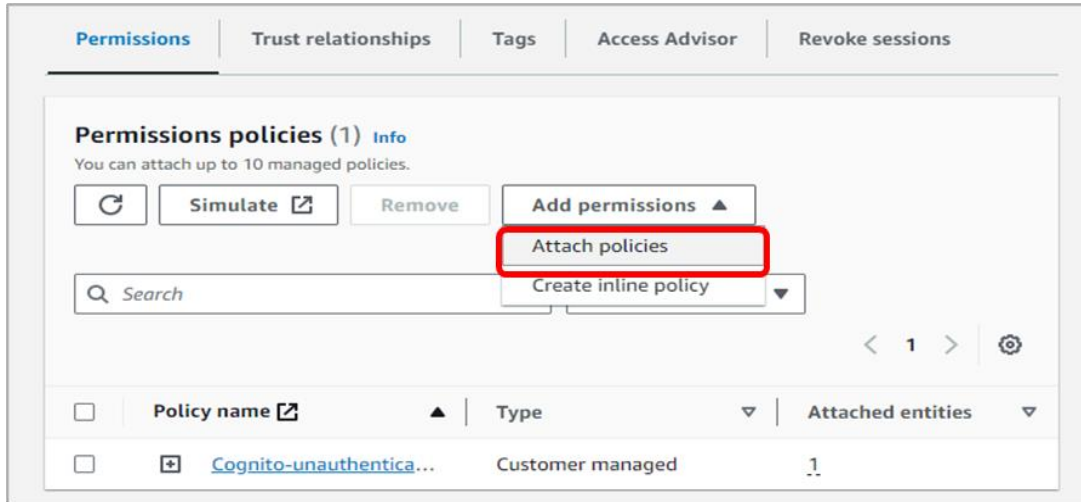 Permissions Trust relationships Tags Access Advisor Revoke sessions
Permissions policies (1) Info
You can attach up to 10 managed policies.
Simulate Remove Add permissions
Attach policies
Create inline policy
Search
1
Policy name Type Attached entities
Cognito-unauthentica... Customer managed 1